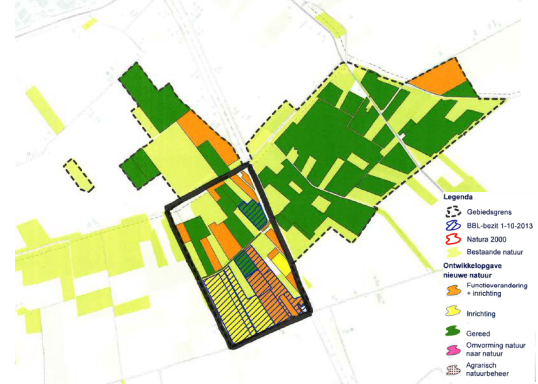 Legenda
Gebiedsgrens
BBL-bezit 1-10-2013
Natura 2000
Bestaande natuur
Ontwikkelopgave
nieuwe natuur
Functieverandering
+ inrichting
Inrichting
Gereed
Omvorming natuur
naar natuur
Agrarisch
natuurbeheer